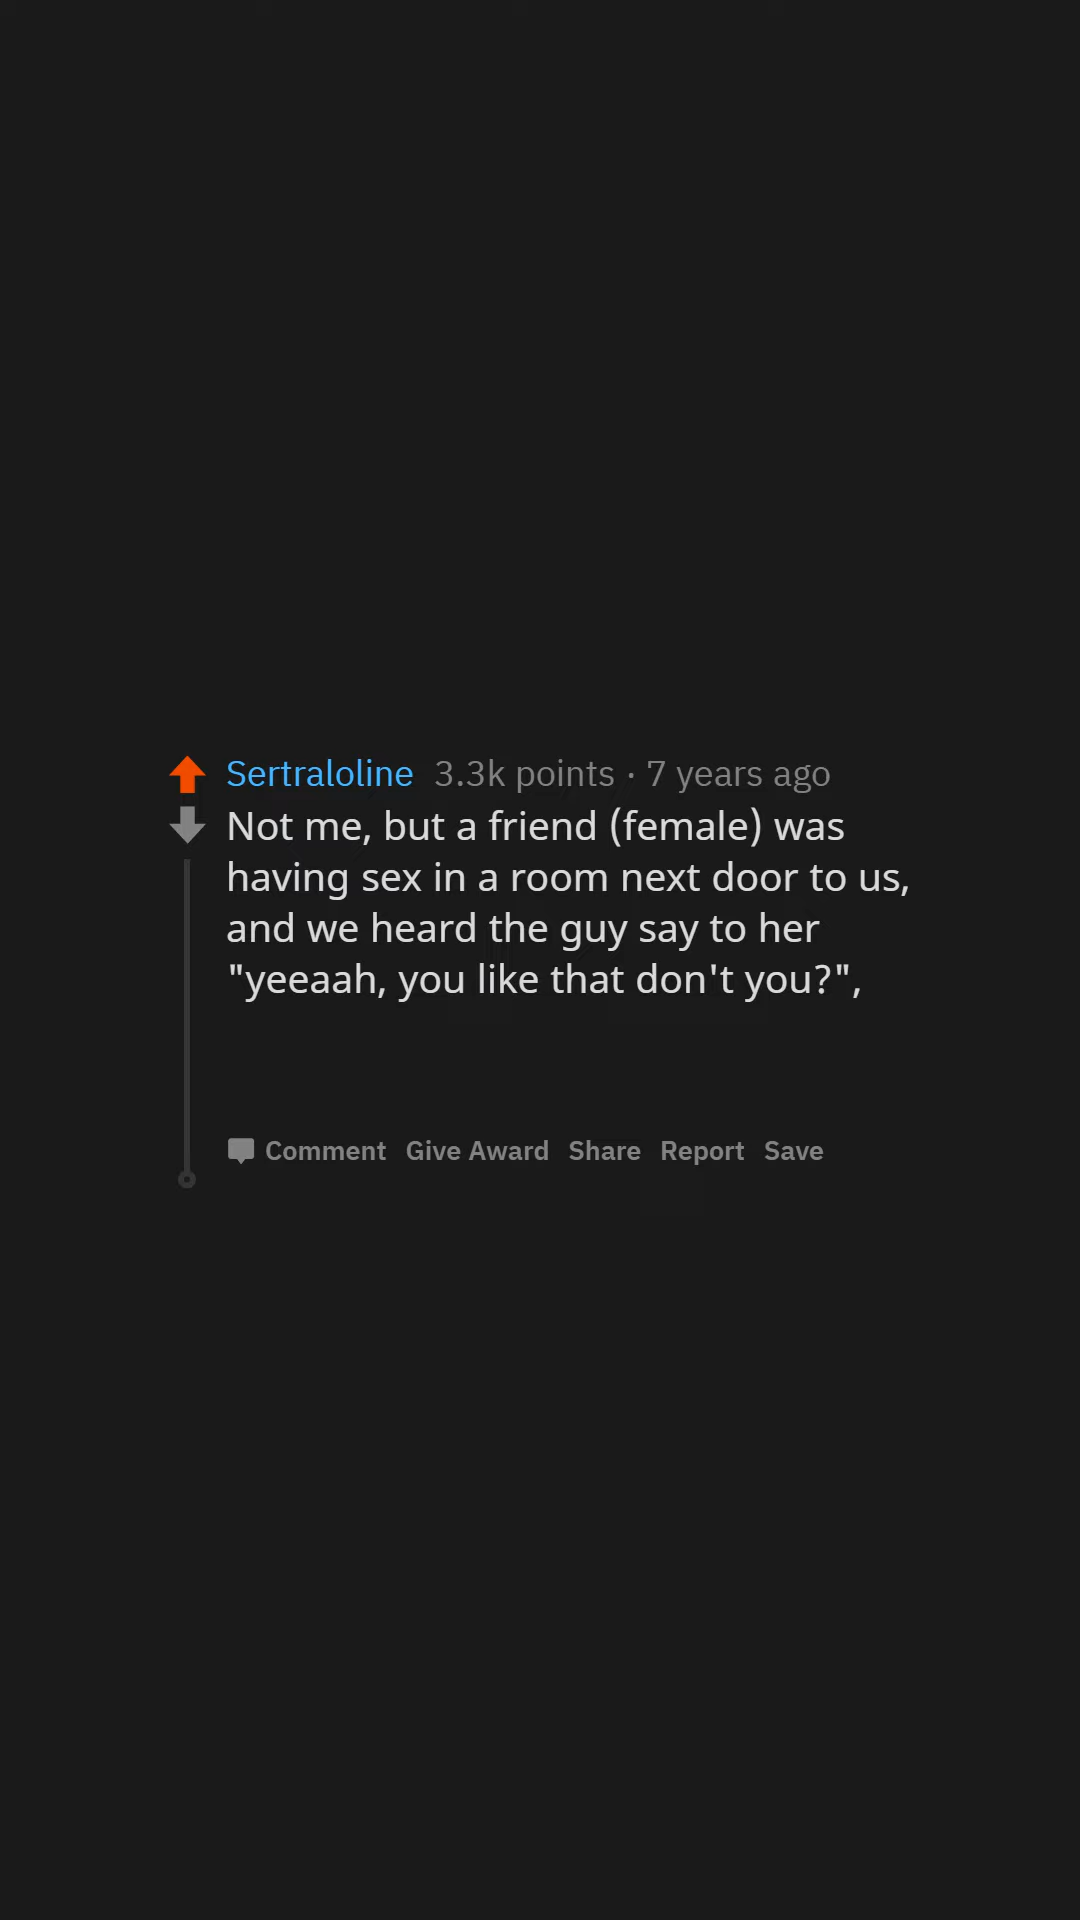 Sertraloline 3.3k points · 7 years ago
Not me, but a friend (female) was
having sex in a room next door to us,
and we heard the guy say to her
"yeeaah, you like that don't you?",
Comment Give Award Share Report Save